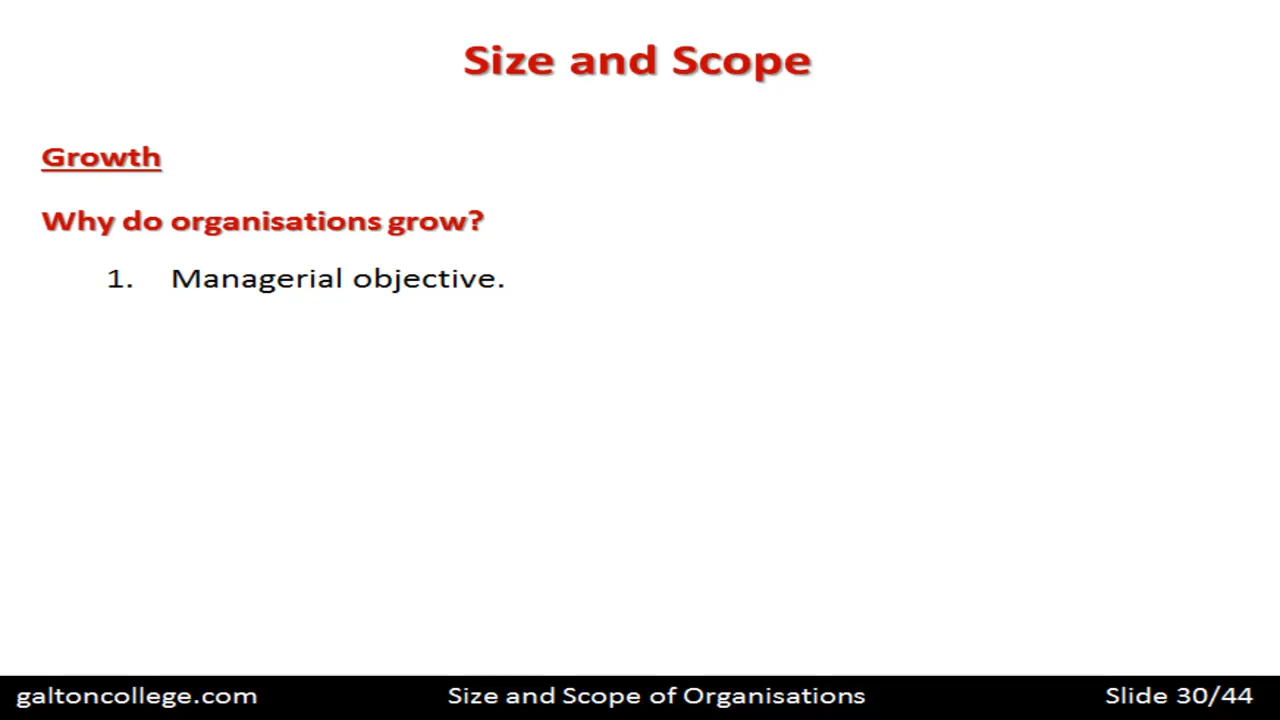 Size and Scope
Growth
Why do organisations grow?
1. Managerial objective.
galtoncollege.com Size and Scope of Organisations Slide 30/44